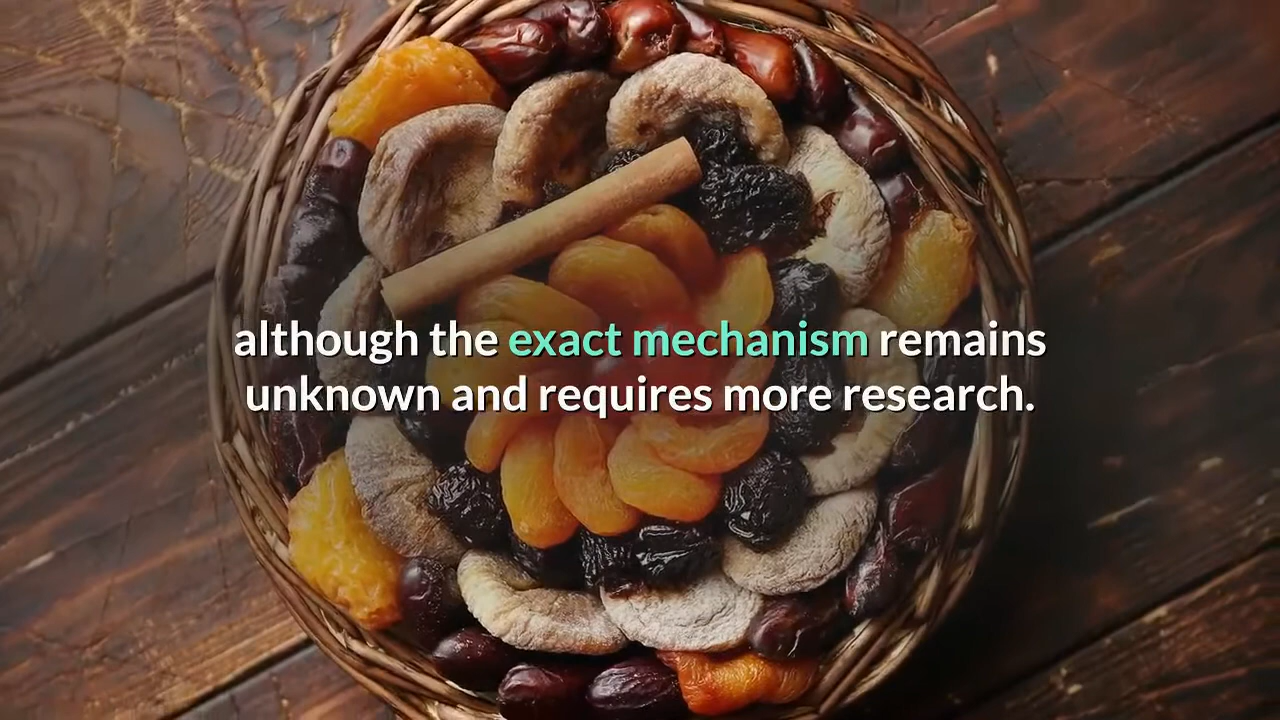 although the exact mechanism remains
unknown and requires more research.